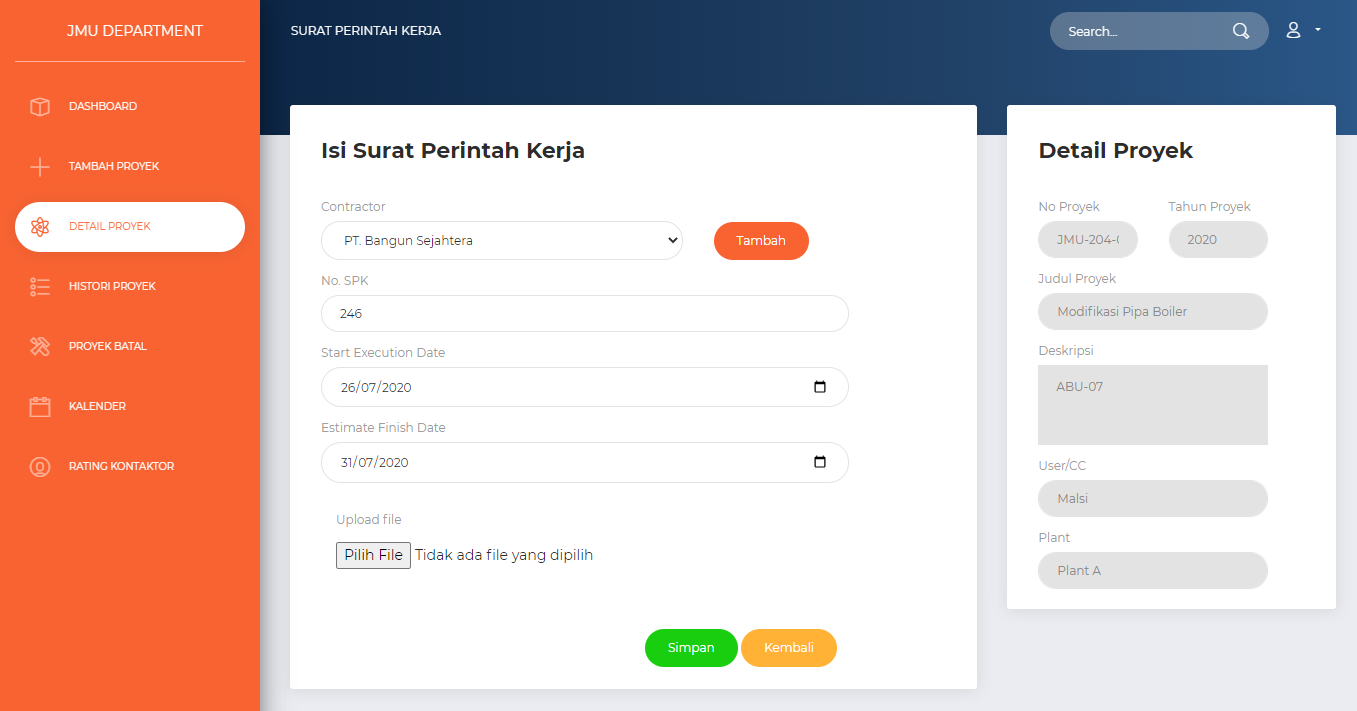 JMU DEPARTMENT
DASHBOARD
TAMBAH PROYEK
DETAIL PROYEK
HISTORI PROYEK
PROYEK BATAL
KALENDER
RATING KONTAKTOR
SURAT PERINTAH KERJA
Search...
Isi Surat Perintah Kerja
Contractor
PT. Bangun Sejahtera
Tambah
No. SPK
246
Start Execution Date
26/07/2020
Estimate Finish Date
31/07/2020
Upload file
Pilih File Tidak ada file yang dipilih
Simpan Kembali
Detail Proyek
No Proyek Tahun Proyek
JMU-204- 2020
Judul Proyek
Modifikasi Pipa Boiler
Deskripsi
ABU-07
User/CC
Malsi
Plant
Plant A